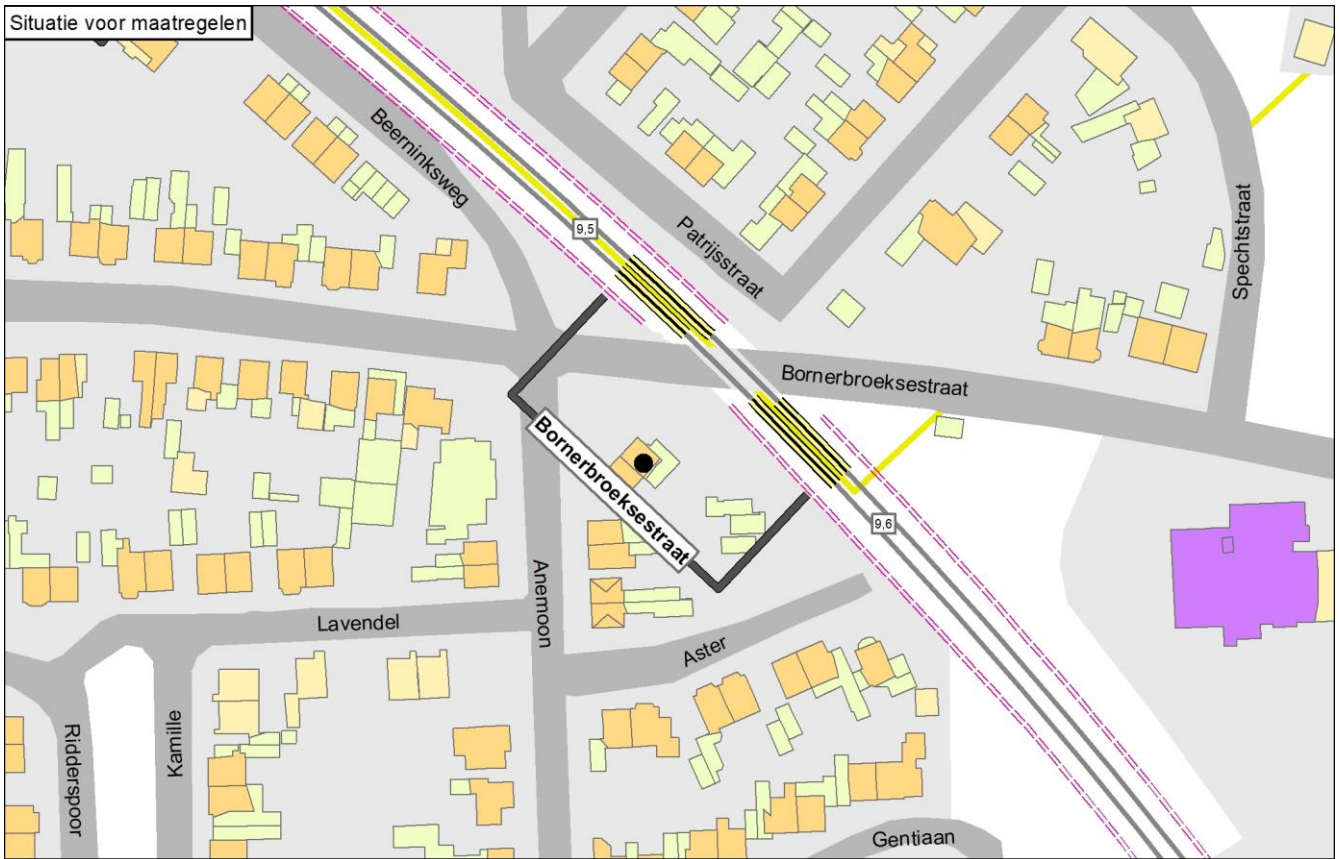 Situatie voor maatregelen
Beerninksweg
9,5
Patrijsstraat
Spechtstraat
Bornerbroeksestraat
Bornerbroeksestraat
9,6
Anemoon
Lavendel
Aster
Ridderspoor
Kamille
Gentiaan